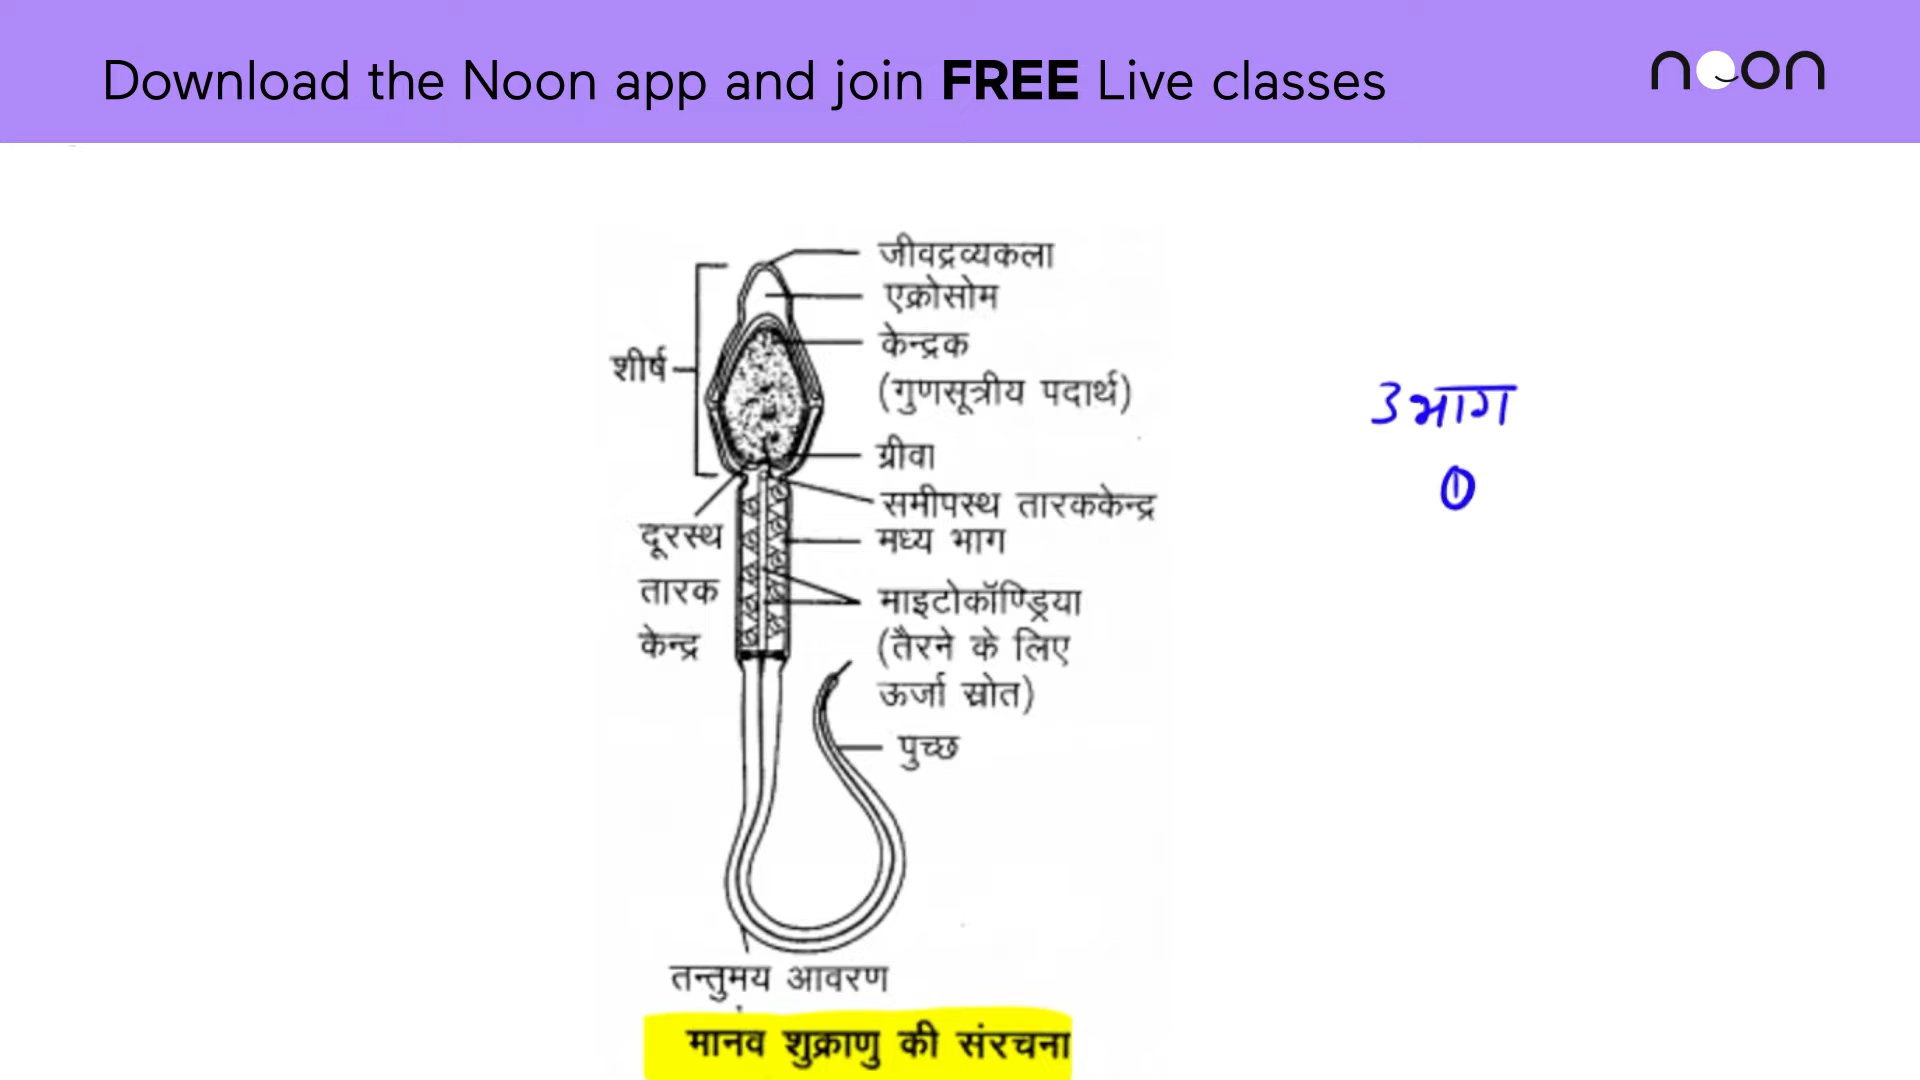 Download the Noon app and join FREE Live classes
noon
जीवद्रव्यकला
एक्रोसोम
केन्द्रक
(गुणसूत्रीय पदार्थ)
शीर्ष
ग्रीवा
समीपस्थ तारककेन्द्र
मध्य भाग
दूरस्थ
तारक
केन्द्र
माइटोकॉण्ड्रिया
(तैरने के लिए
ऊर्जा स्रोत)
पुच्छ
तन्तुमय आवरण
मानव शुक्राणु की संरचना
3 भाग
①